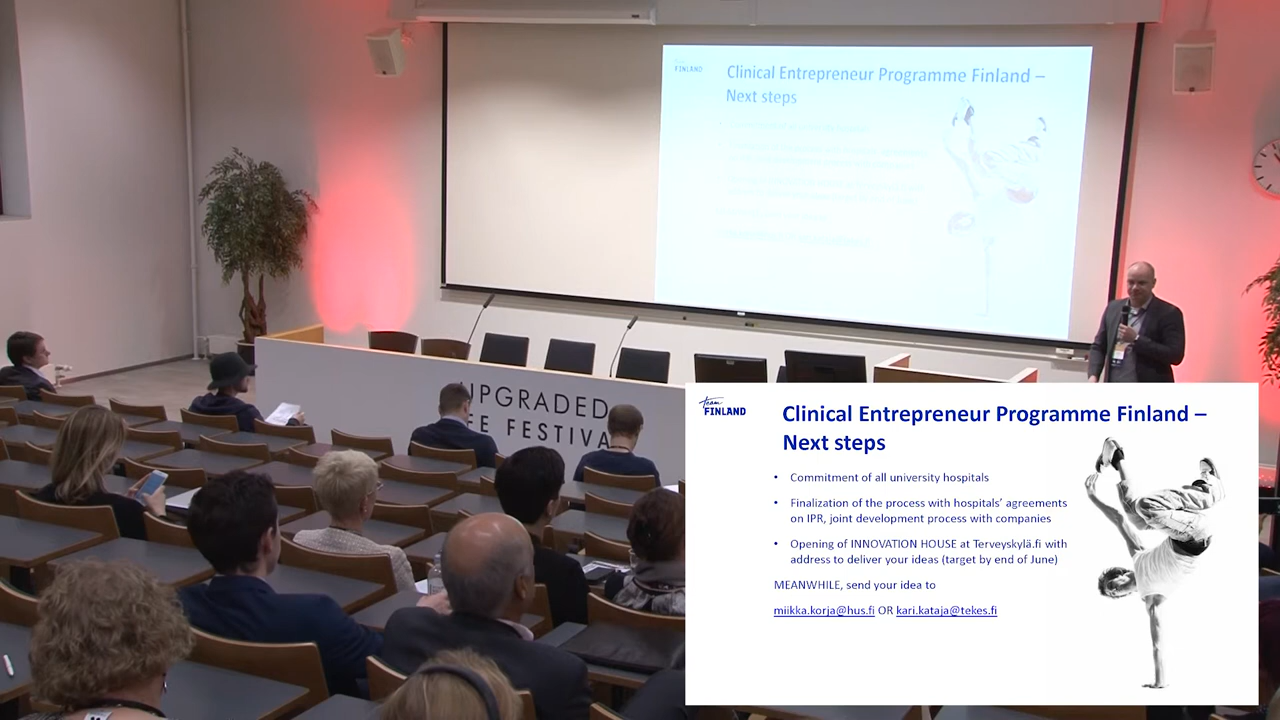 FINLAND
Clinical Entrepreneur Programme Finland –
Next steps
UPGRADED
FE FESTIVA
team
FINLAND
Clinical Entrepreneur Programme Finland –
Next steps
• Commitment of all university hospitals
• Finalization of the process with hospitals' agreements
on IPR, joint development process with companies
• Opening of INNOVATION HOUSE at Terveyskylä.fi with
address to deliver your ideas (target by end of June)
MEANWHILE, send your idea to
miikka.korja@hus.fi OR kari.kataja@tekes.fi